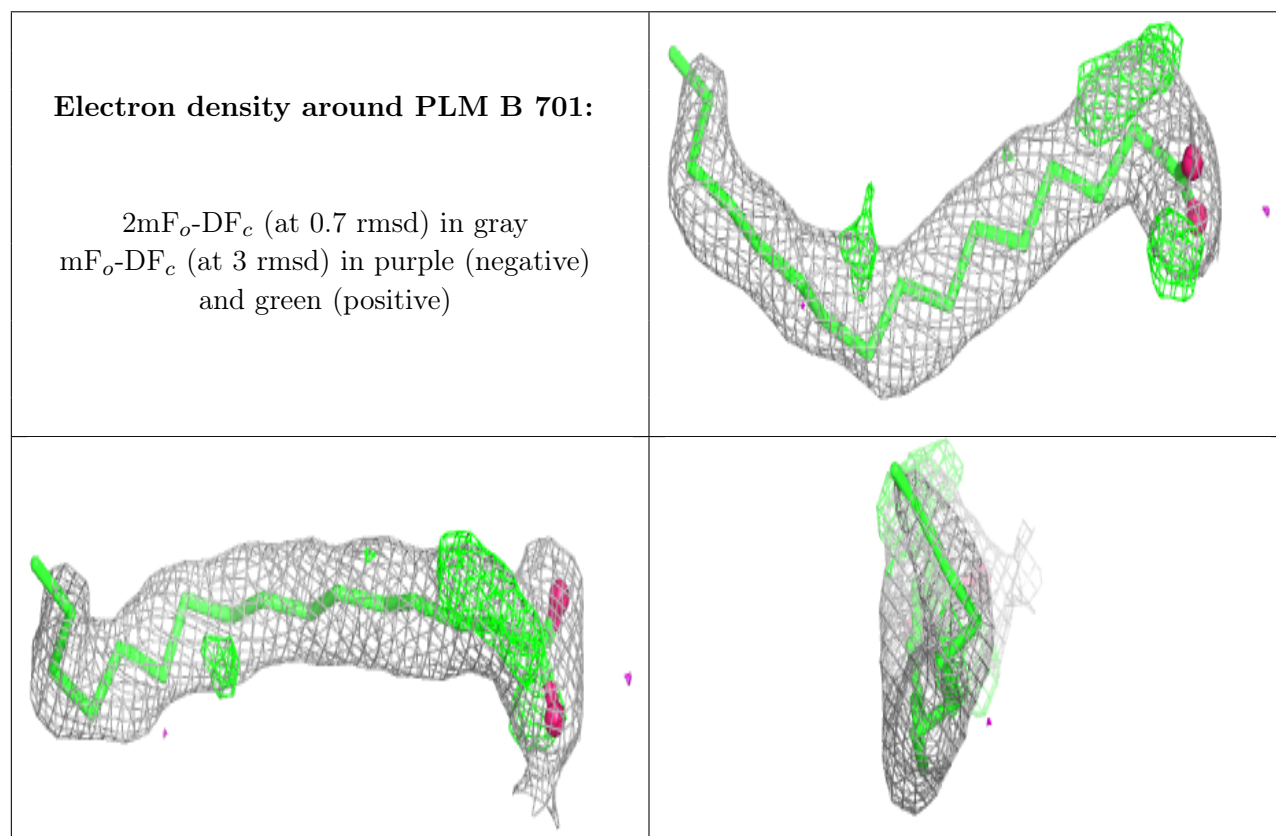 Electron density around PLM B 701:
2mFo-DFc (at 0.7 rmsd) in gray
mFo-DFc (at 3 rmsd) in purple (negative)
and green (positive)